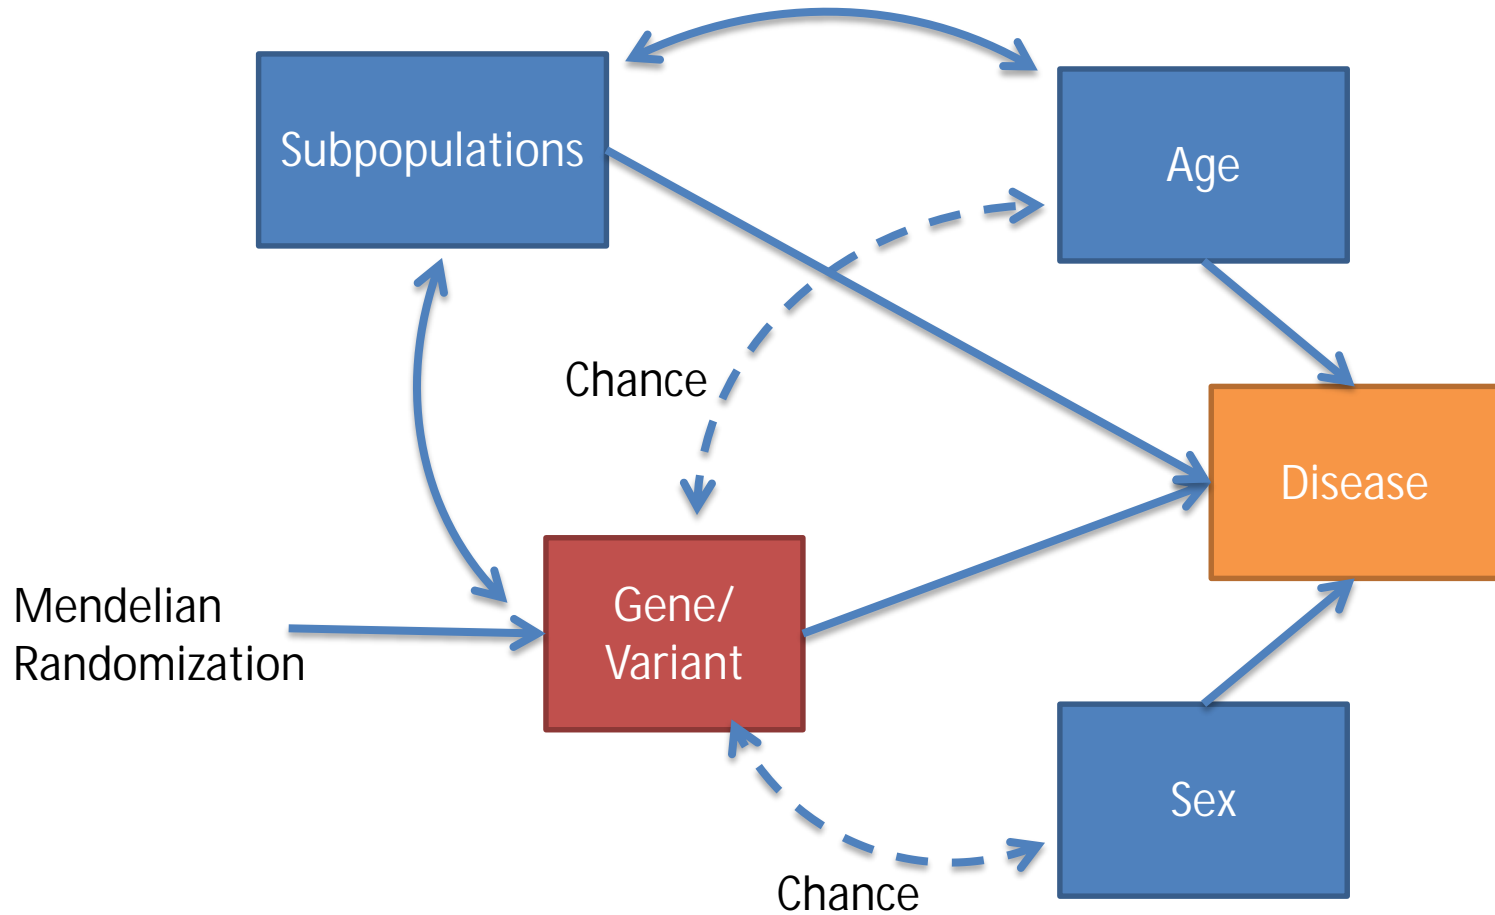 Subpopulations
Age
Chance
Disease
Mendelian
Randomization
Gene/
Variant
Sex
Chance